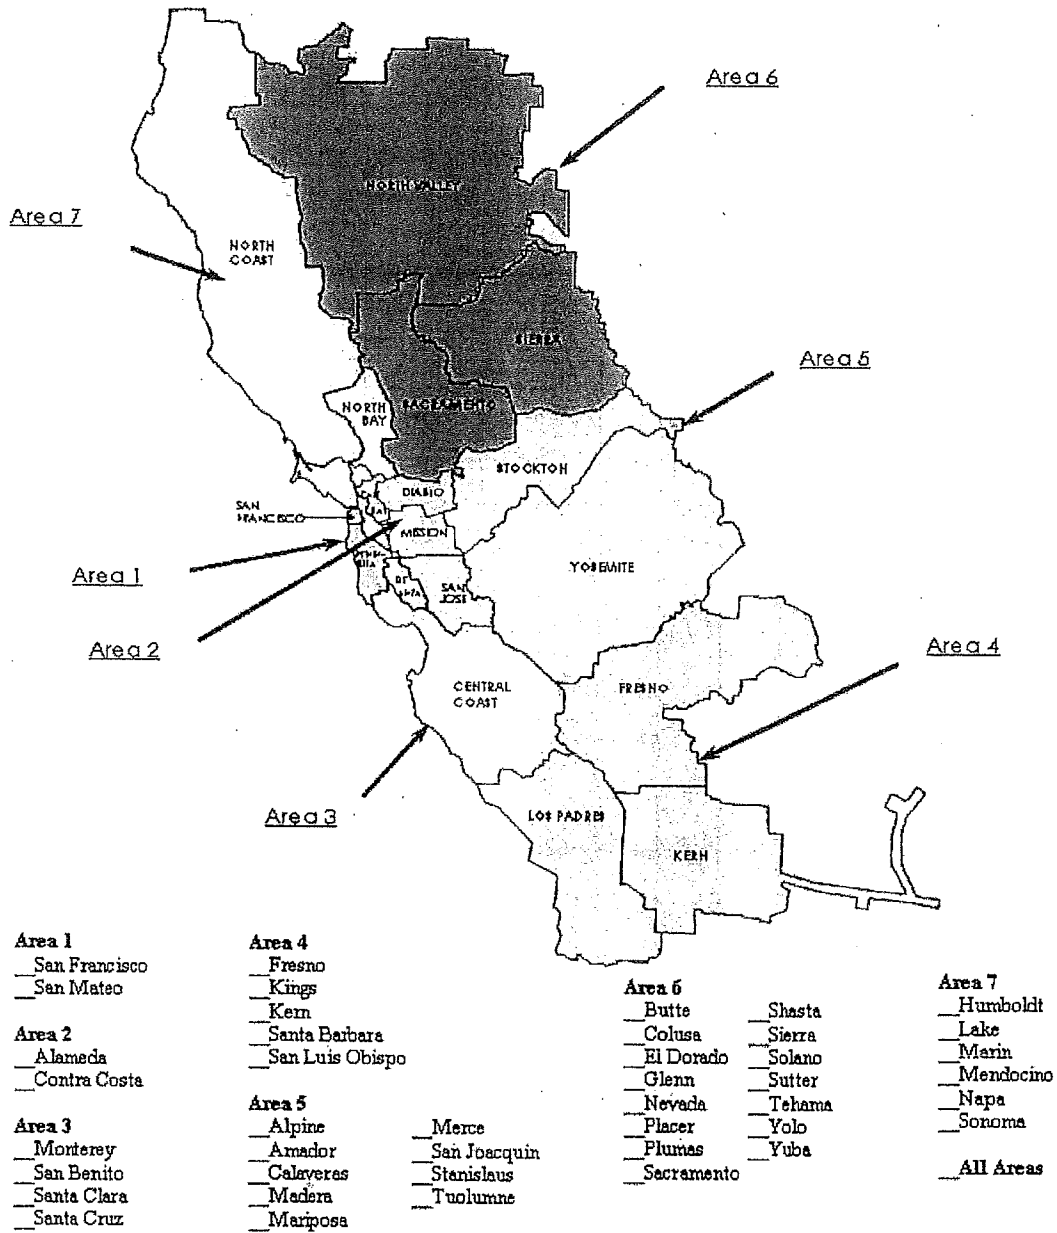 Area 6
Area 7
NORTH VALLEY
NORTH
COAST
SIERRA
Area 5
NORTH
BAY
SACRAMENTO
STOCKTON
DIABLO
SAN
FRANCISCO
MISSION
Area 1
YOSEMITE
SAN
JOSE
Area 2
Area 4
CENTRAL
COAST
FRESNO
Area 3
LOS PADRES
KERN
Area 1
__San Francisco
__San Mateo
Area 2
__Alameda
__Contra Costa
Area 3
__Monterey
__San Benito
__Santa Clara
__Santa Cruz
Area 4
__Fresno
__Kings
__Kern
__Santa Barbara
__San Luis Obispo
Area 5
__Alpine
__Amador
__Calaveras
__Madera
__Mariposa
__Merce
__San Joacquin
__Stanislaus
__Tuolumne
Area 6
__Butte
__Colusa
__El Dorado
__Glenn
__Nevada
__Placer
__Plumas
__Sacramento
__Shasta
__Sierra
__Solano
__Sutter
__Tehama
__Yolo
__Yuba
Area 7
__Humboldt
__Lake
__Marin
__Mendocino
__Napa
__Sonoma
__All Areas